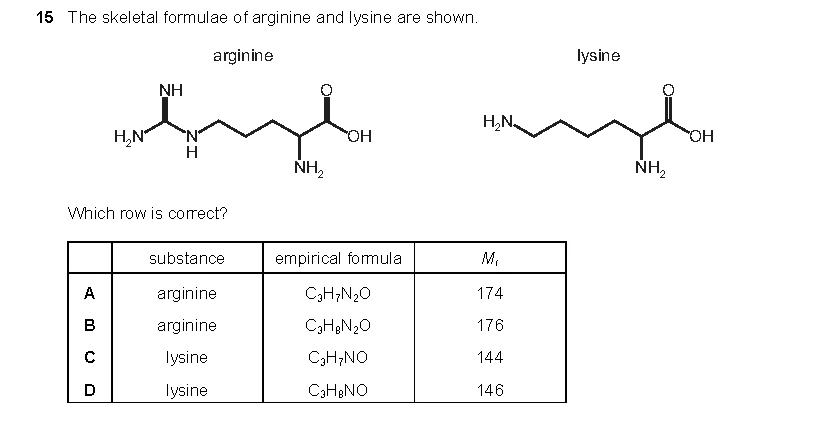 15 The skeletal formulae of arginine and lysine are shown.
arginine lysine
NH O O
H₂N N H OH H₂N OH
NH₂ NH₂
Which row is correct?
substance empirical formula Mᵣ
A arginine C₃H₇N₂O 174
B arginine C₃H₈N₂O 176
C lysine C₃H₇NO 144
D lysine C₃H₈NO 146